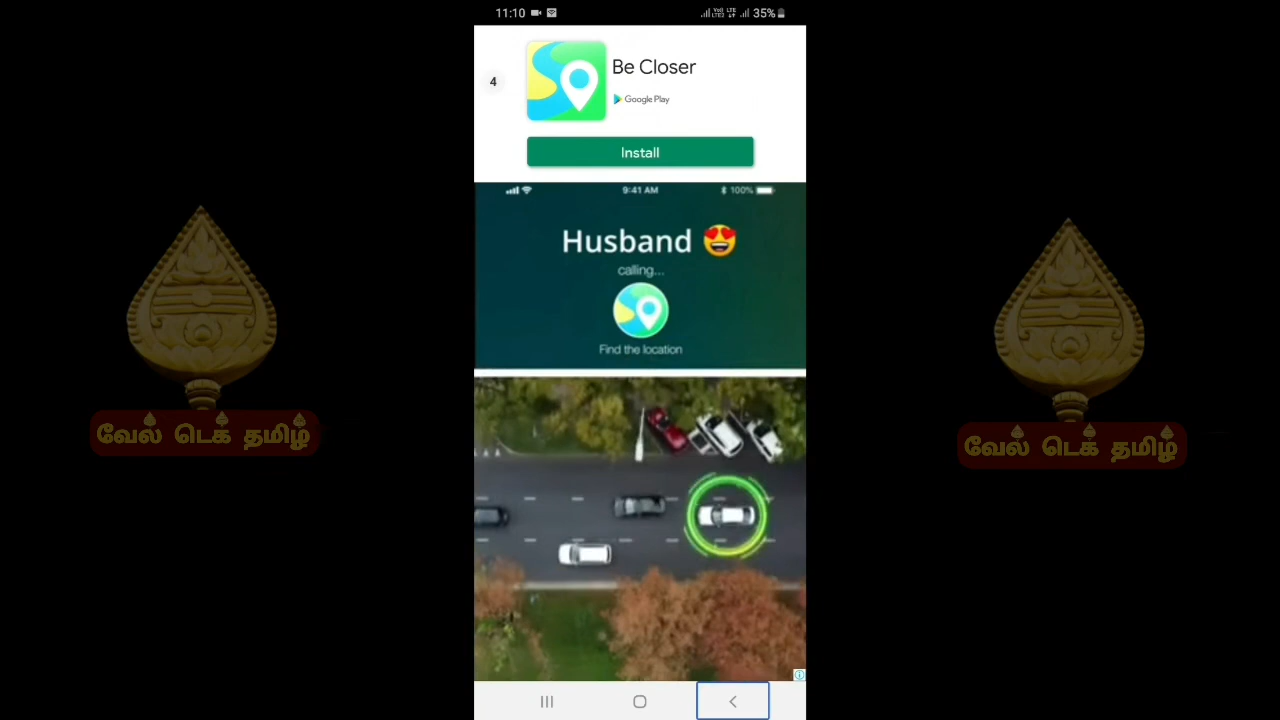 11:10
35%
4
Be Closer
Google Play
Install
9:41 AM
100%
Husband
calling...
Find the location
வேல் டெக் தமிழ்
வேல் டெக் தமிழ்